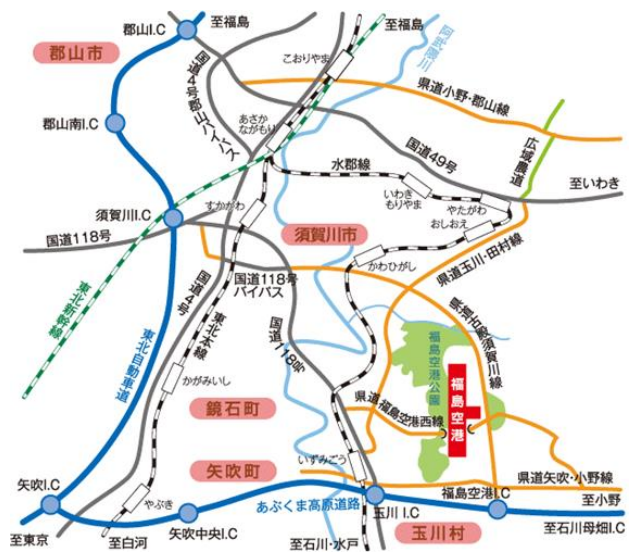 至福島
至福島
郡山I.C
郡山市
国道4号
郡山バイパス
こおりやま
阿武隈川
県道小野・郡山線
あさか
ながもり
郡山南I.C
国道49号
広域農道
水郡線
いわき
もりやま
やたがわ
至いわき
すかがわ
須賀川I.C
おしおえ
須賀川市
国道118号
かわひがし
県道玉川・田村線
国道118号
バイパス
国道4号
東北新幹線
東北自動車道
東北本線
国道118号
県道古殿須賀川線
福島空港公園
福島空港
かがみいし
県道福島空港西線
鏡石町
いずみごう
矢吹町
県道矢吹・小野線
矢吹I.C
やぶき
あぶくま高原道路
福島空港I.C
至小野
玉川I.C
至東京
至白河
矢吹中央I.C
玉川村
至石川・水戸
至石川母畑I.C